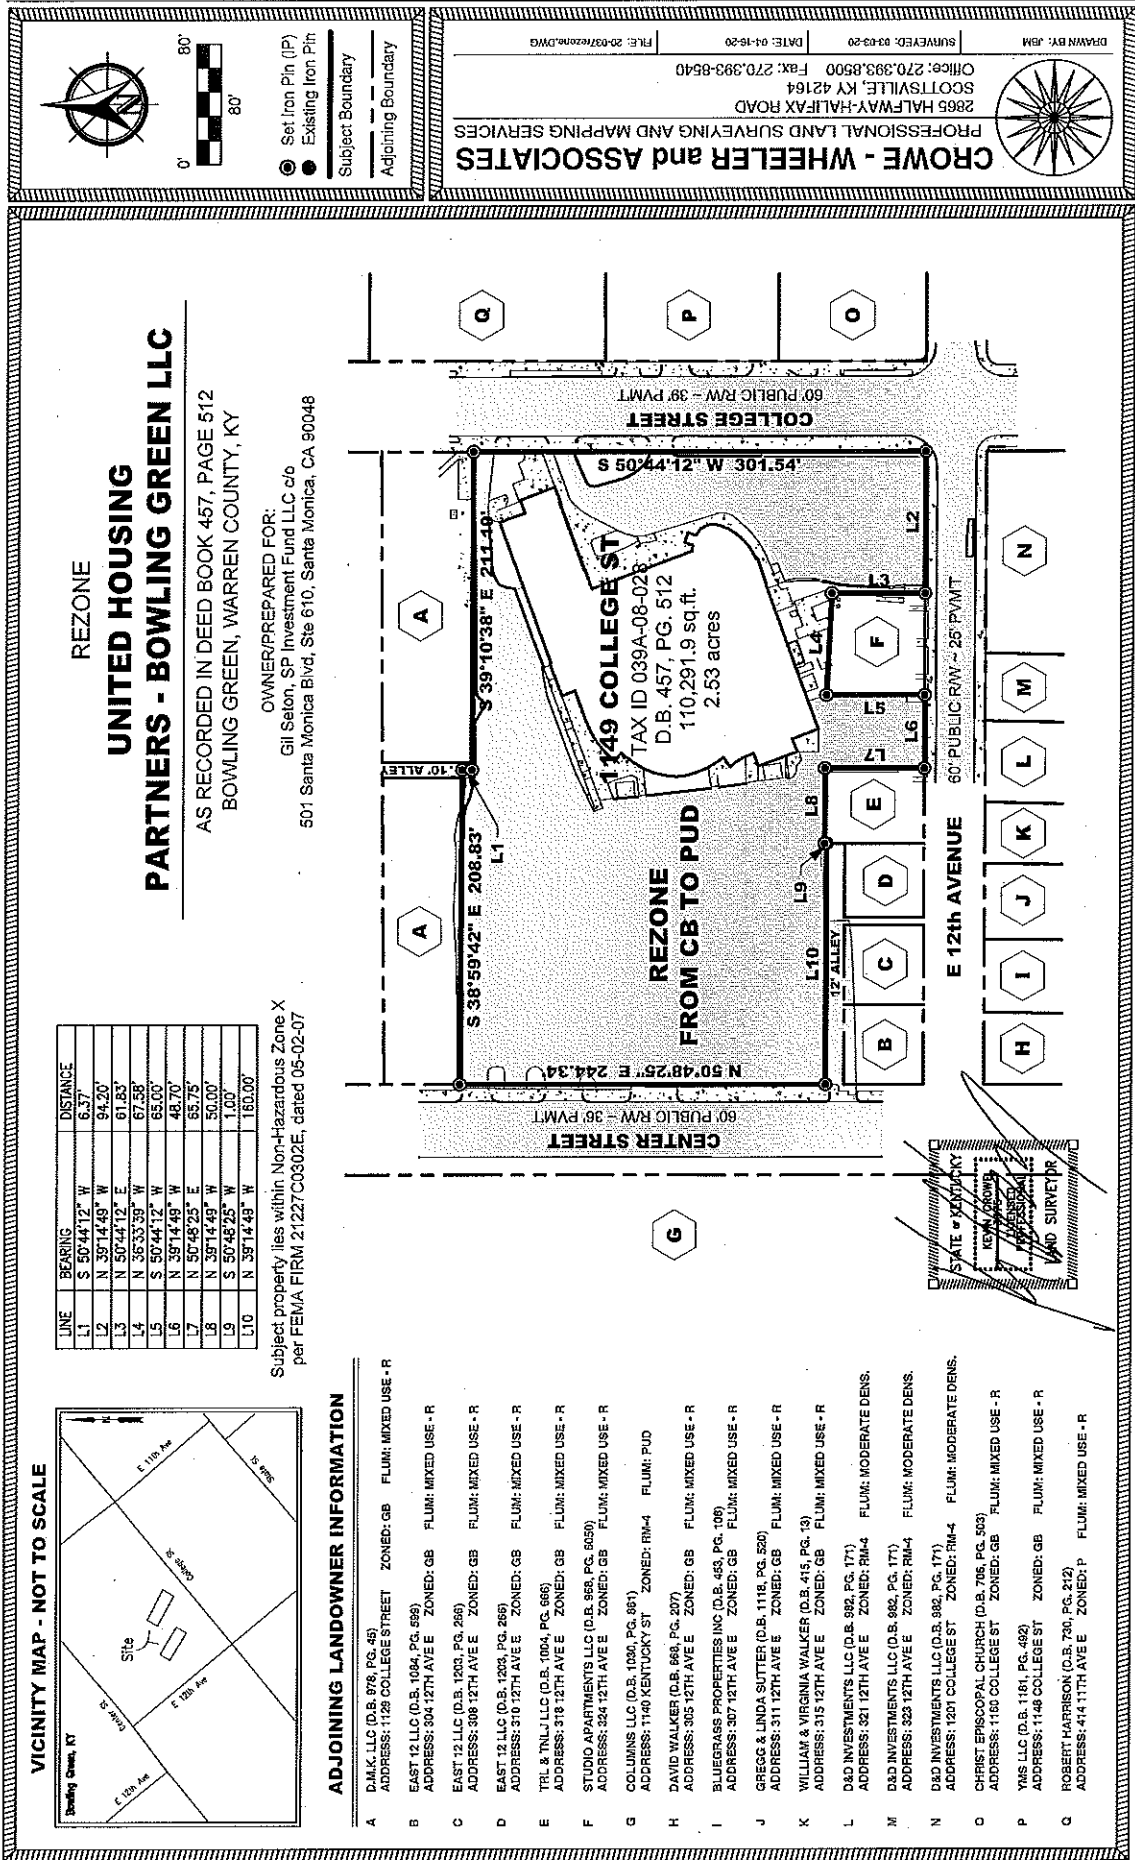 VICINITY MAP - NOT TO SCALE
Bowling Green, KY
E 12th Ave
Center St
Site
E 12th Ave
College St
E 11th Ave
State St
N
LINE BEARING DISTANCE
L1 S 50°44'12" W 6.37'
L2 N 39°14'49" W 94.20'
L3 N 50°44'12" E 61.83'
L4 N 36°33'39" W 67.58'
L5 S 50°44'12" W 65.00'
L6 N 39°14'49" W 48.70'
L7 N 50°48'25" E 65.75'
L8 N 39°14'49" W 50.00'
L9 S 50°48'25" W 1.00'
L10 N 39°14'49" W 160.00'
Subject property lies within Non-Hazardous Zone X
per FEMA FIRM 21227C0302E, dated 05-02-07
REZONE
UNITED HOUSING
PARTNERS - BOWLING GREEN LLC
AS RECORDED IN DEED BOOK 457, PAGE 512
BOWLING GREEN, WARREN COUNTY, KY
OWNER/PREPARED FOR:
Gil Seton, SP Investment Fund LLC c/o
501 Santa Monica Blvd, Ste 610, Santa Monica, CA 90048
N
0' 80'
80'
Set Iron Pin (IP)
Existing Iron Pin
Subject Boundary
Adjoining Boundary
ADJOINING LANDOWNER INFORMATION
A D.M.K. LLC (D.B. 978, PG. 45)
ADDRESS: 1129 COLLEGE STREET ZONED: GB FLUM: MIXED USE - R
B EAST 12 LLC (D.B. 1084, PG. 599)
ADDRESS: 304 12TH AVE E ZONED: GB FLUM: MIXED USE - R
C EAST 12 LLC (D.B. 1203, PG. 266)
ADDRESS: 308 12TH AVE E ZONED: GB FLUM: MIXED USE - R
D EAST 12 LLC (D.B. 1203, PG. 266)
ADDRESS: 310 12TH AVE E ZONED: GB FLUM: MIXED USE - R
E TRL & TNLJ LLC (D.B. 1004, PG. 666)
ADDRESS: 318 12TH AVE E ZONED: GB FLUM: MIXED USE - R
F STUDIO APARTMENTS LLC (D.B. 968, PG. 6050)
ADDRESS: 324 12TH AVE E ZONED: GB FLUM: MIXED USE - R
G COLUMNS LLC (D.B. 1030, PG. 881)
ADDRESS: 1140 KENTUCKY ST ZONED: RM-4 FLUM: PUD
H DAVID WALKER (D.B. 668, PG. 207)
ADDRESS: 305 12TH AVE E ZONED: GB FLUM: MIXED USE - R
I BLUEGRASS PROPERTIES INC (D.B. 453, PG. 106)
ADDRESS: 307 12TH AVE E ZONED: GB FLUM: MIXED USE - R
J GREGG & LINDA SUTTER (D.B. 1118, PG. 520)
ADDRESS: 311 12TH AVE E ZONED: GB FLUM: MIXED USE - R
K WILLIAM & VIRGINIA WALKER (D.B. 415, PG. 13)
ADDRESS: 315 12TH AVE E ZONED: GB FLUM: MIXED USE - R
L D&D INVESTMENTS LLC (D.B. 982, PG. 171)
ADDRESS: 321 12TH AVE E ZONED: RM-4 FLUM: MODERATE DENS.
M D&D INVESTMENTS LLC (D.B. 982, PG. 171)
ADDRESS: 323 12TH AVE E ZONED: RM-4 FLUM: MODERATE DENS.
N D&D INVESTMENTS LLC (D.B. 982, PG. 171)
ADDRESS: 1201 COLLEGE ST ZONED: RM-4 FLUM: MODERATE DENS.
O CHRIST EPISCOPAL CHURCH (D.B. 706, PG. 503)
ADDRESS: 1160 COLLEGE ST ZONED: GB FLUM: MIXED USE - R
P YMS LLC (D.B. 1181, PG. 492)
ADDRESS: 1148 COLLEGE ST ZONED: GB FLUM: MIXED USE - R
Q ROBERT HARRISON (D.B. 730, PG. 212)
ADDRESS: 414 11TH AVE E ZONED: P FLUM: MIXED USE - R
G
CENTER STREET
60' PUBLIC R/W ~ 36' PVMT
A
A
10' ALLEY
S 38°59'42" E 208.83'
S 39°10'38" E 211.19'
L1
N 50°48'25" E 244.34'
S 50°44'12" W 301.54'
REZONE
FROM CB TO PUD
1149 COLLEGE ST
TAX ID 039A-08-028
D.B. 457, PG. 512
110,291.9 sq.ft.
2.53 acres
COLLEGE STREET
60' PUBLIC R/W ~ 39' PVMT
Q
P
O
L10
12' ALLEY
L9
L8
L7
L6
L5
L4
L3
L2
B
C
D
E
F
E 12th AVENUE
60' PUBLIC R/W ~ 25' PVMT
H
I
J
K
L
M
N
STATE of KENTUCKY
KEVIN CROWE
LICENSED
PROFESSIONAL
LAND SURVEYOR
CROWE - WHEELER and ASSOCIATES
PROFESSIONAL LAND SURVEYING AND MAPPING SERVICES
2865 HALFWAY-HALIFAX ROAD
SCOTTSVILLE, KY 42164
Office: 270.393.8500 Fax: 270.393-8540
DRAWN BY: JBM SURVEYED: 03-03-20 DATE: 04-16-20 FILE: 20-037rezone.DWG